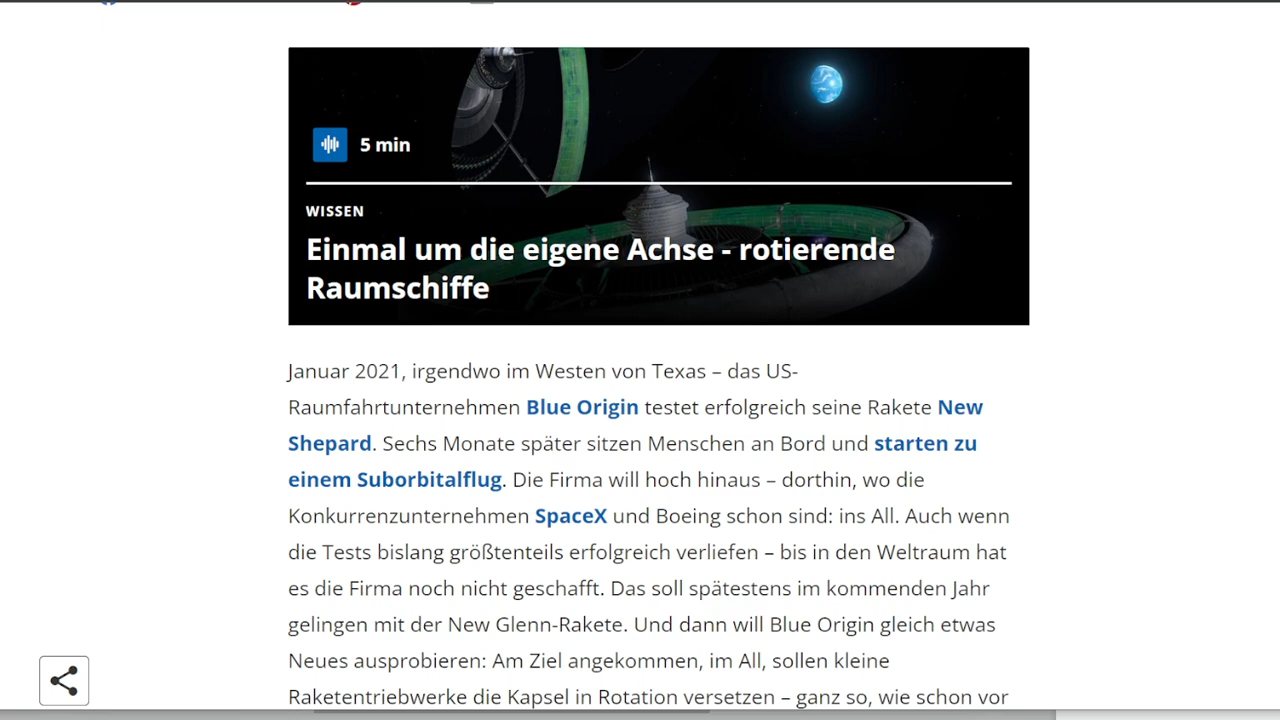 5 min
WISSEN
Einmal um die eigene Achse - rotierende
Raumschiffe
Januar 2021, irgendwo im Westen von Texas – das US-
Raumfahrtunternehmen Blue Origin testet erfolgreich seine Rakete New
Shepard. Sechs Monate später sitzen Menschen an Bord und starten zu
einem Suborbitalflug. Die Firma will hoch hinaus – dorthin, wo die
Konkurrenzunternehmen SpaceX und Boeing schon sind: ins All. Auch wenn
die Tests bislang größtenteils erfolgreich verliefen – bis in den Weltraum hat
es die Firma noch nicht geschafft. Das soll spätestens im kommenden Jahr
gelingen mit der New Glenn-Rakete. Und dann will Blue Origin gleich etwas
Neues ausprobieren: Am Ziel angekommen, im All, sollen kleine
Raketentriebwerke die Kapsel in Rotation versetzen – ganz so, wie schon vor